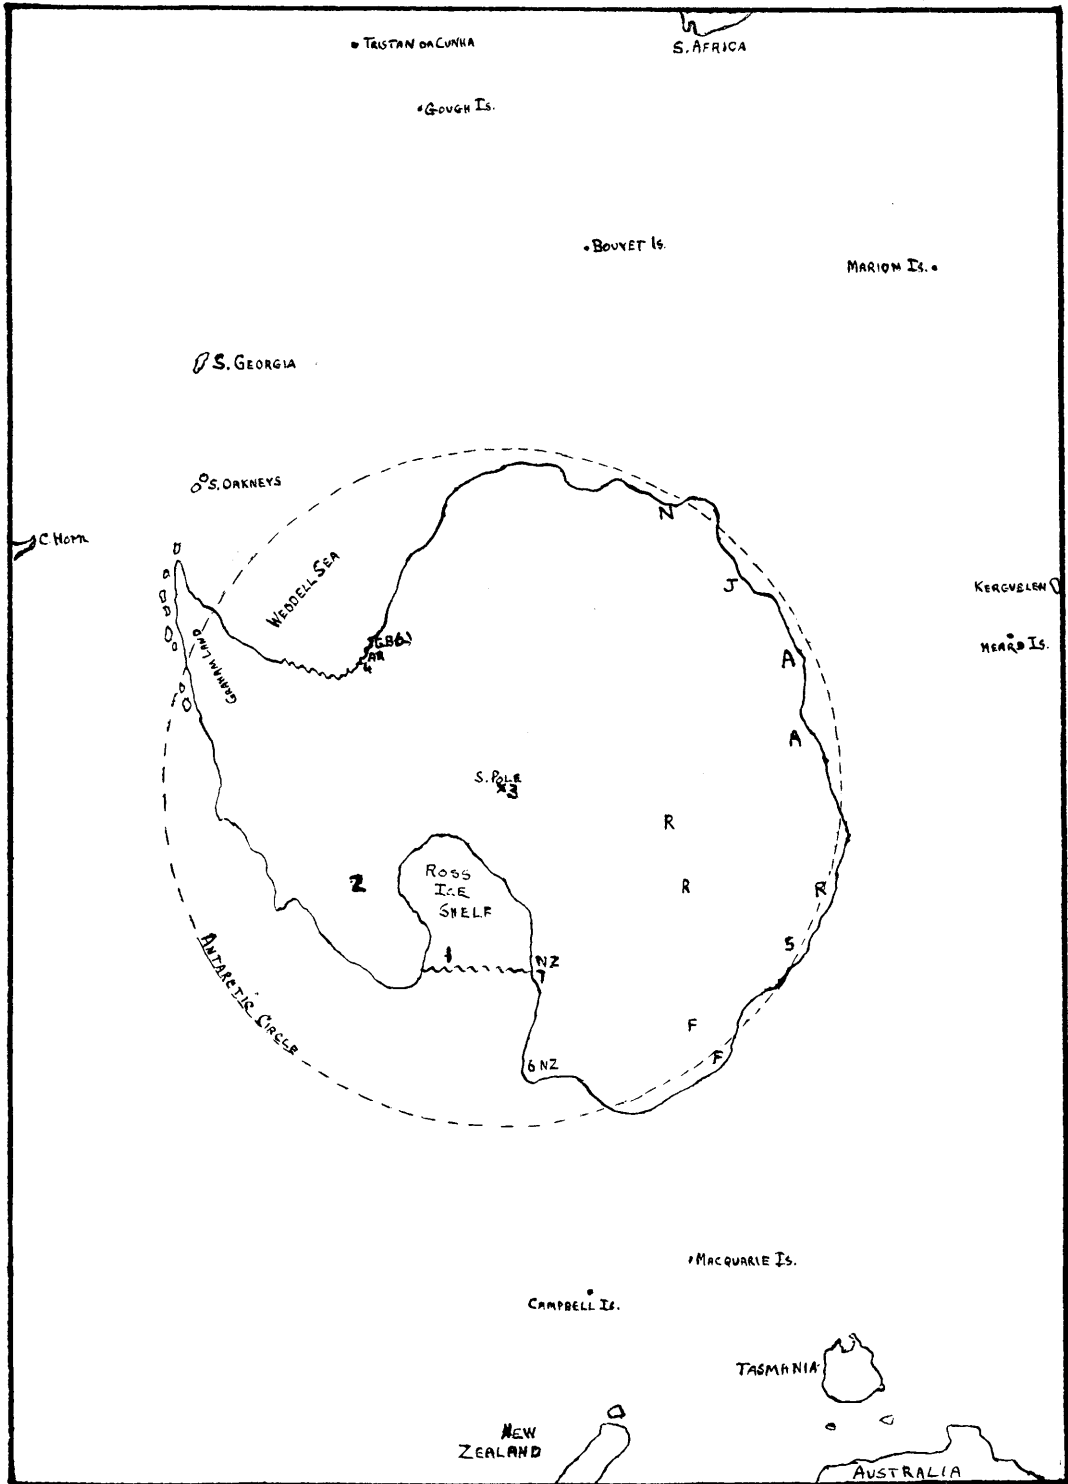 TRISTAN DA CUNHA
S. AFRICA
GOUGH IS.
BOUVET IS.
MARION IS.
S. GEORGIA
S. ORKNEYS
N
C. HORN
WEDDELL SEA
J
KERGUELEN
HEARD IS.
GRAHAM LAND
AR
4
A
A
S. POLE
3
R
2
ROSS
ICE
SHELF
R
R
5
1
NZ
7
ANTARCTIC CIRCLE
F
F
6 NZ
MACQUARIE IS.
CAMPBELL IS.
TASMANIA
NEW
ZEALAND
AUSTRALIA